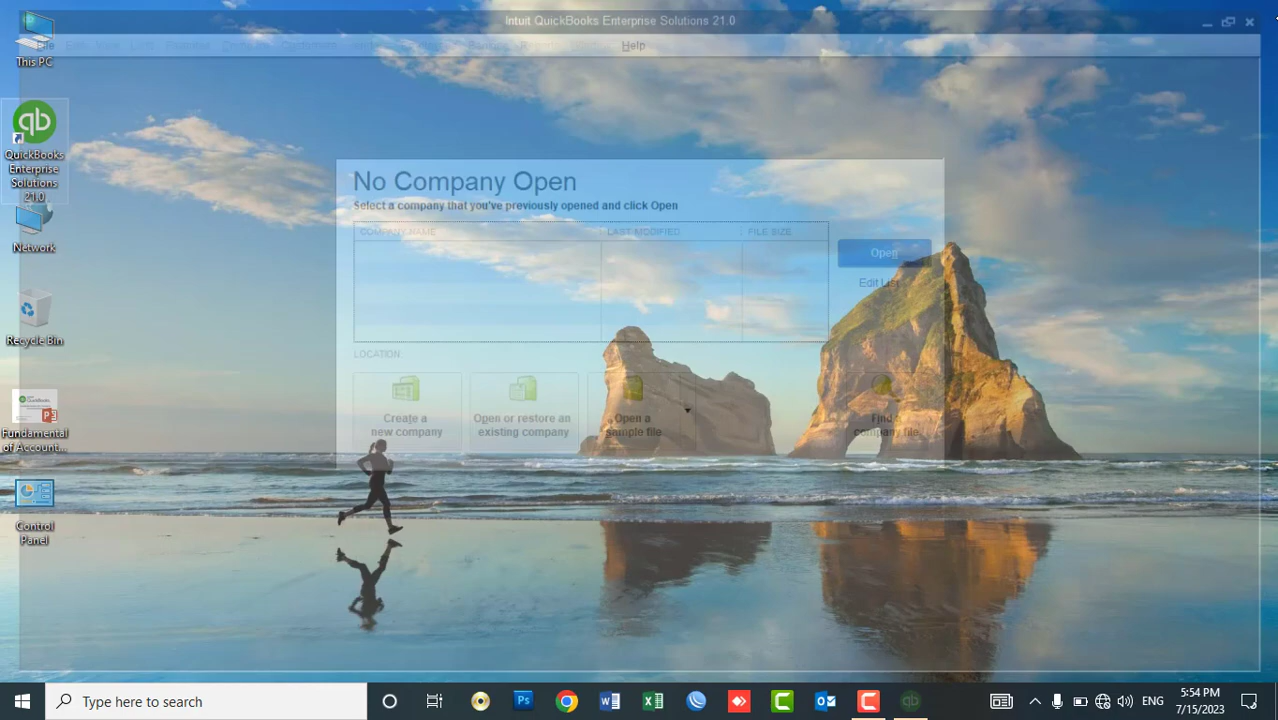 Intuit QuickBooks Enterprise Solutions 21.0
File
Help
This PC
QuickBooks
Enterprise
Solutions
21.0
Network
Recycle Bin
Fundamental
of Account...
Control
Panel
No Company Open
Select a company that you've previously opened and click Open
COMPANY NAME LAST MODIFIED FILE SIZE
Open
Edit List
LOCATION:
Create a
new company
Open or restore an
existing company
Open a
sample file
Find a
company file
Type here to search
ENG
5:54 PM
7/15/2023